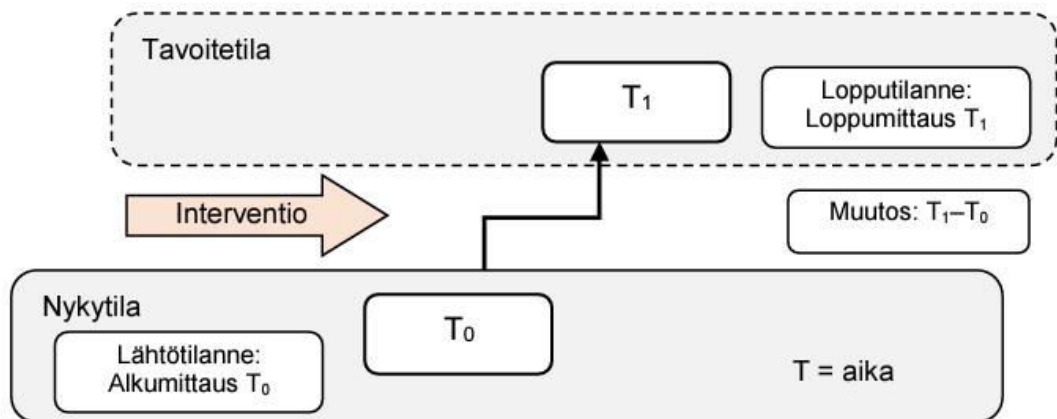 Tavoitetila
T₁
Lopputilanne:
Loppumittaus T₁
Interventio
Muutos: T₁–T₀
Nykytila
T₀
Lähtötilanne:
Alkumittaus T₀
T = aika